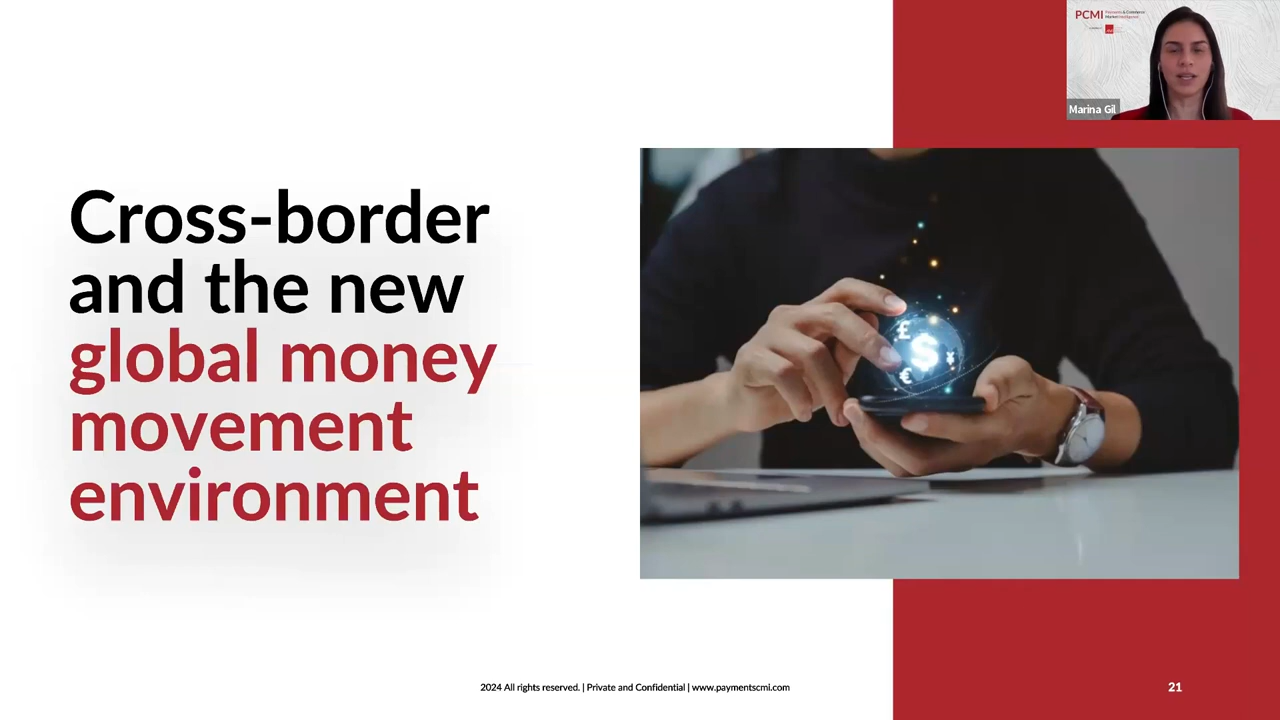 PCMI
Marina Gil
Cross-border
and the new
global money
movement
environment
£
$
¥
€
2024 All rights reserved. | Private and Confidential | www.paymentscmi.com
21